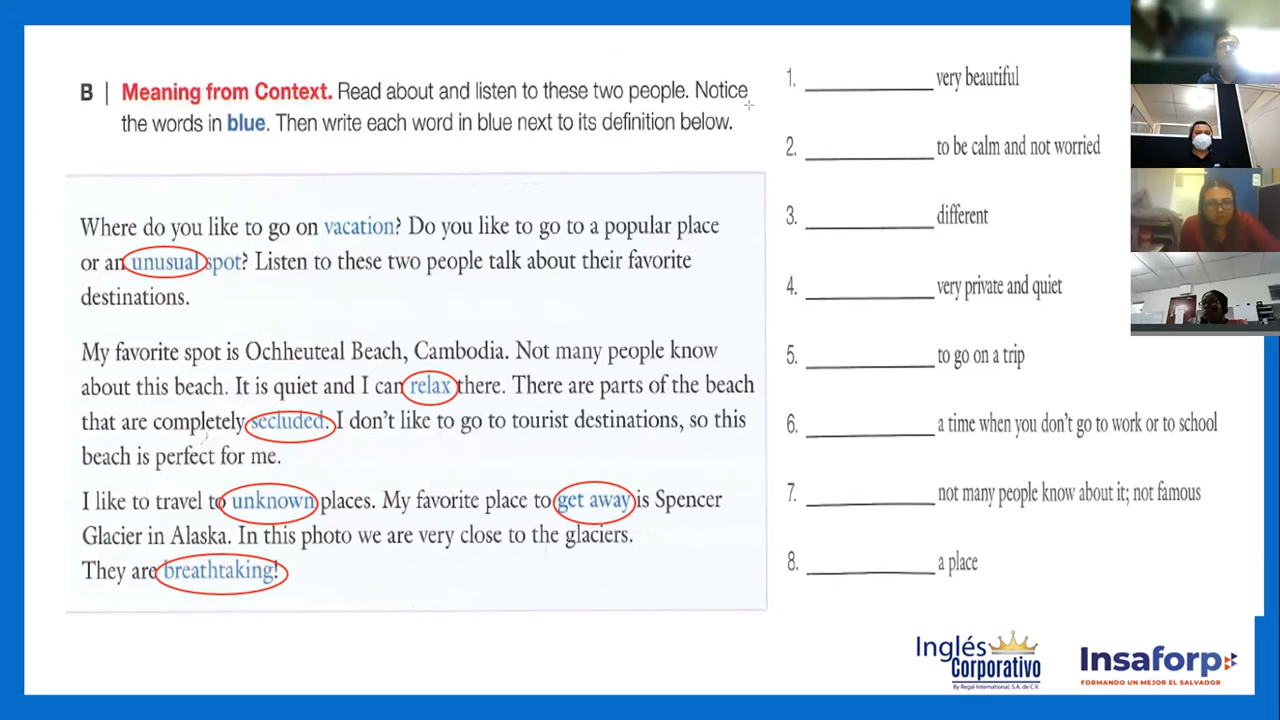 B | Meaning from Context. Read about and listen to these two people. Notice
the words in blue. Then write each word in blue next to its definition below.
Where do you like to go on vacation? Do you like to go to a popular place
or an unusual spot? Listen to these two people talk about their favorite
destinations.
My favorite spot is Ochheuteal Beach, Cambodia. Not many people know
about this beach. It is quiet and I can relax there. There are parts of the beach
that are completely secluded. I don't like to go to tourist destinations, so this
beach is perfect for me.
I like to travel to unknown places. My favorite place to get away is Spencer
Glacier in Alaska. In this photo we are very close to the glaciers.
They are breathtaking!
1. ____________ very beautiful
2. ____________ to be calm and not worried
3. ____________ different
4. ____________ very private and quiet
5. ____________ to go on a trip
6. ____________ a time when you don't go to work or to school
7. ____________ not many people know about it; not famous
8. ____________ a place
Inglés
Corporativo
By Regal International, S.A. de C.V.
Insaforp
FORMANDO UN MEJOR EL SALVADOR